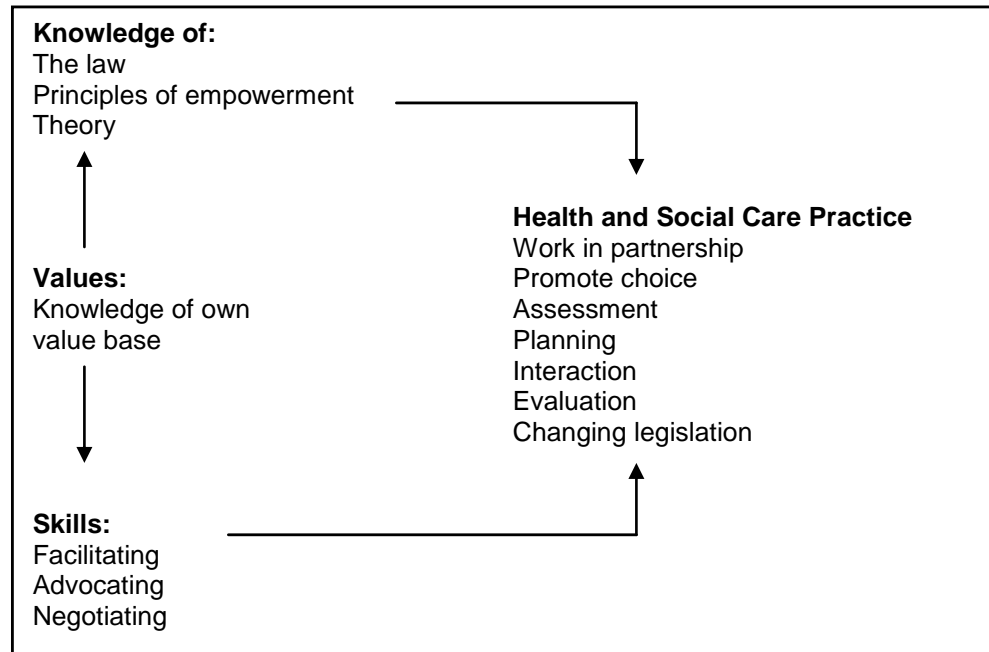 Knowledge of:
The law
Principles of empowerment
Theory
Values:
Knowledge of own
value base
Skills:
Facilitating
Advocating
Negotiating
Health and Social Care Practice
Work in partnership
Promote choice
Assessment
Planning
Interaction
Evaluation
Changing legislation